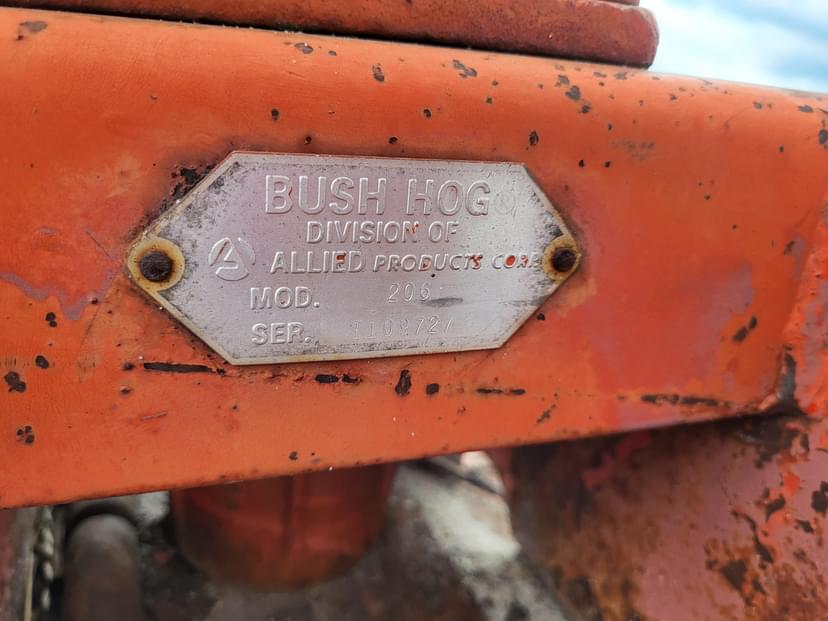 BUSH HOG®
DIVISION OF
ALLIED PRODUCTS CORP.
MOD. 206
SER.